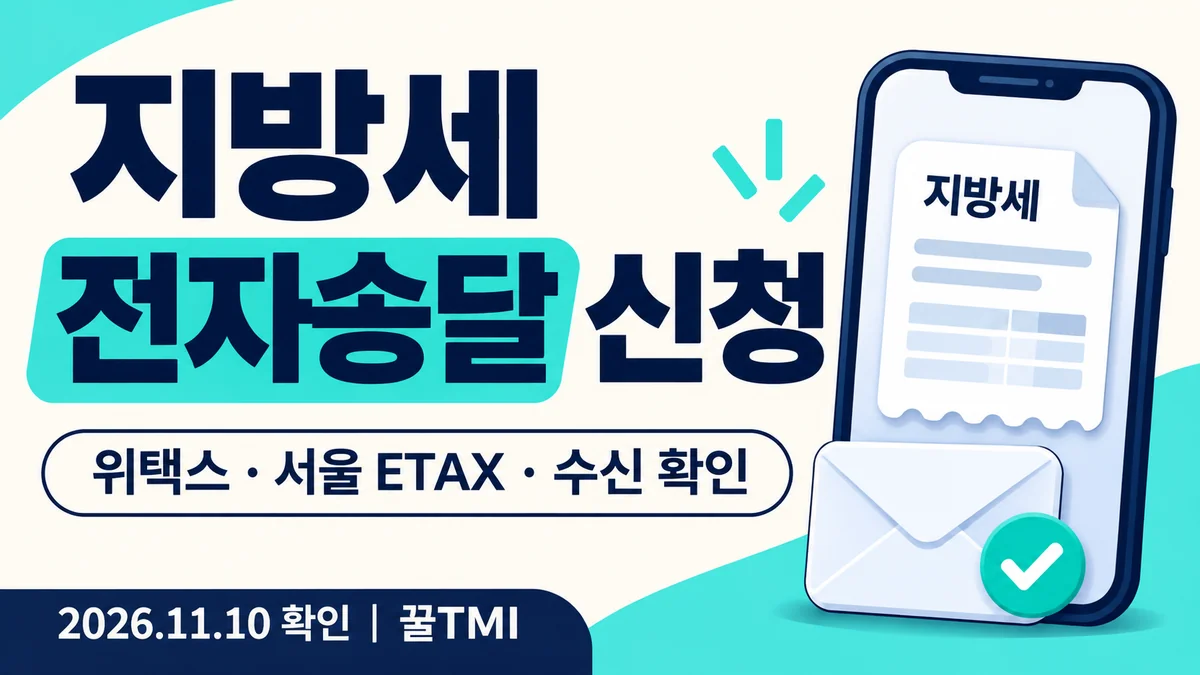 지방세
전자송달 신청
위택스 · 서울 ETAX · 수신 확인
2026.11.10 확인 | 꿀TMI
지방세